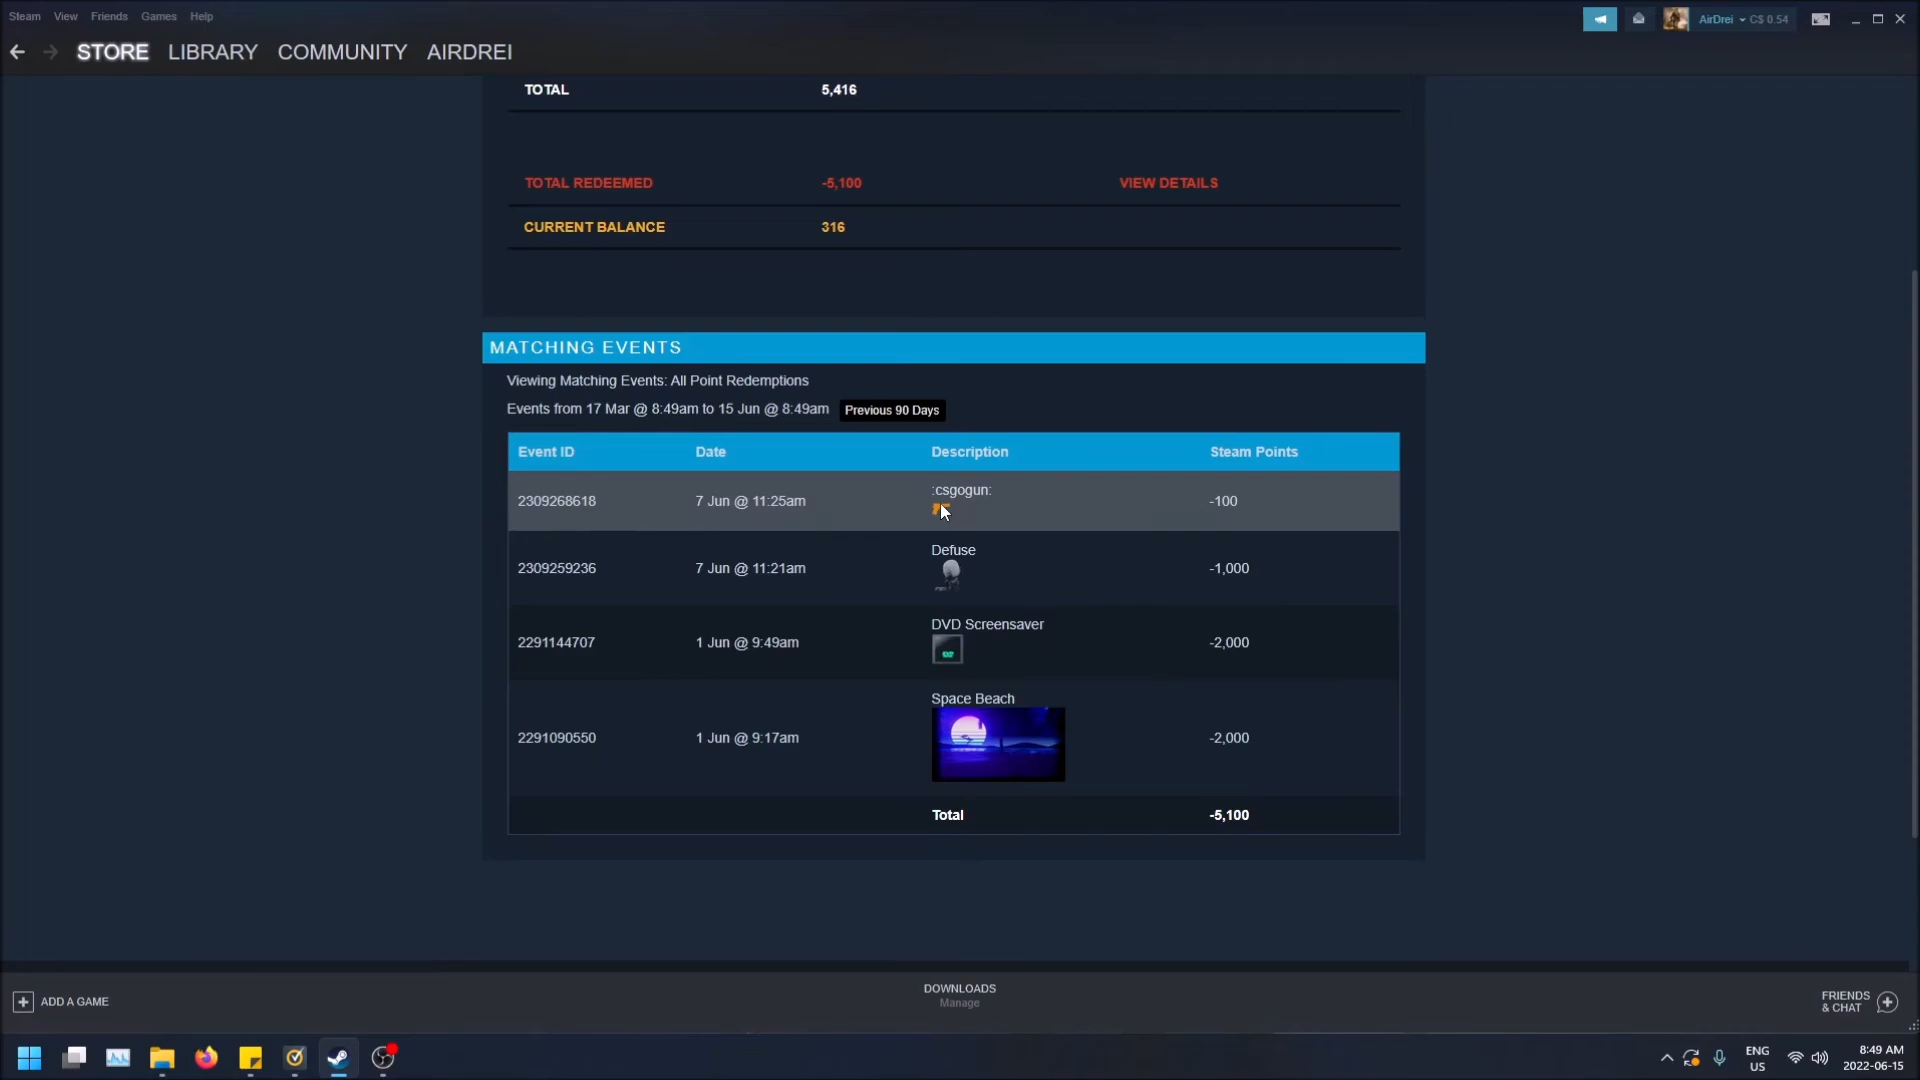 Steam View Friends Games Help
AirDrei C$ 0.54
STORE LIBRARY COMMUNITY AIRDREI
TOTAL 5,416
TOTAL REDEEMED -5,100 VIEW DETAILS
CURRENT BALANCE 316
MATCHING EVENTS
Viewing Matching Events: All Point Redemptions
Events from 17 Mar @ 8:49am to 15 Jun @ 8:49am Previous 90 Days
Event ID Date Description Steam Points
2309268618 7 Jun @ 11:25am :csgogun: -100
2309259236 7 Jun @ 11:21am Defuse -1,000
2291144707 1 Jun @ 9:49am DVD Screensaver -2,000
2291090550 1 Jun @ 9:17am Space Beach -2,000
Total -5,100
ADD A GAME
DOWNLOADS
Manage
FRIENDS
& CHAT
ENG
US
8:49 AM
2022-06-15